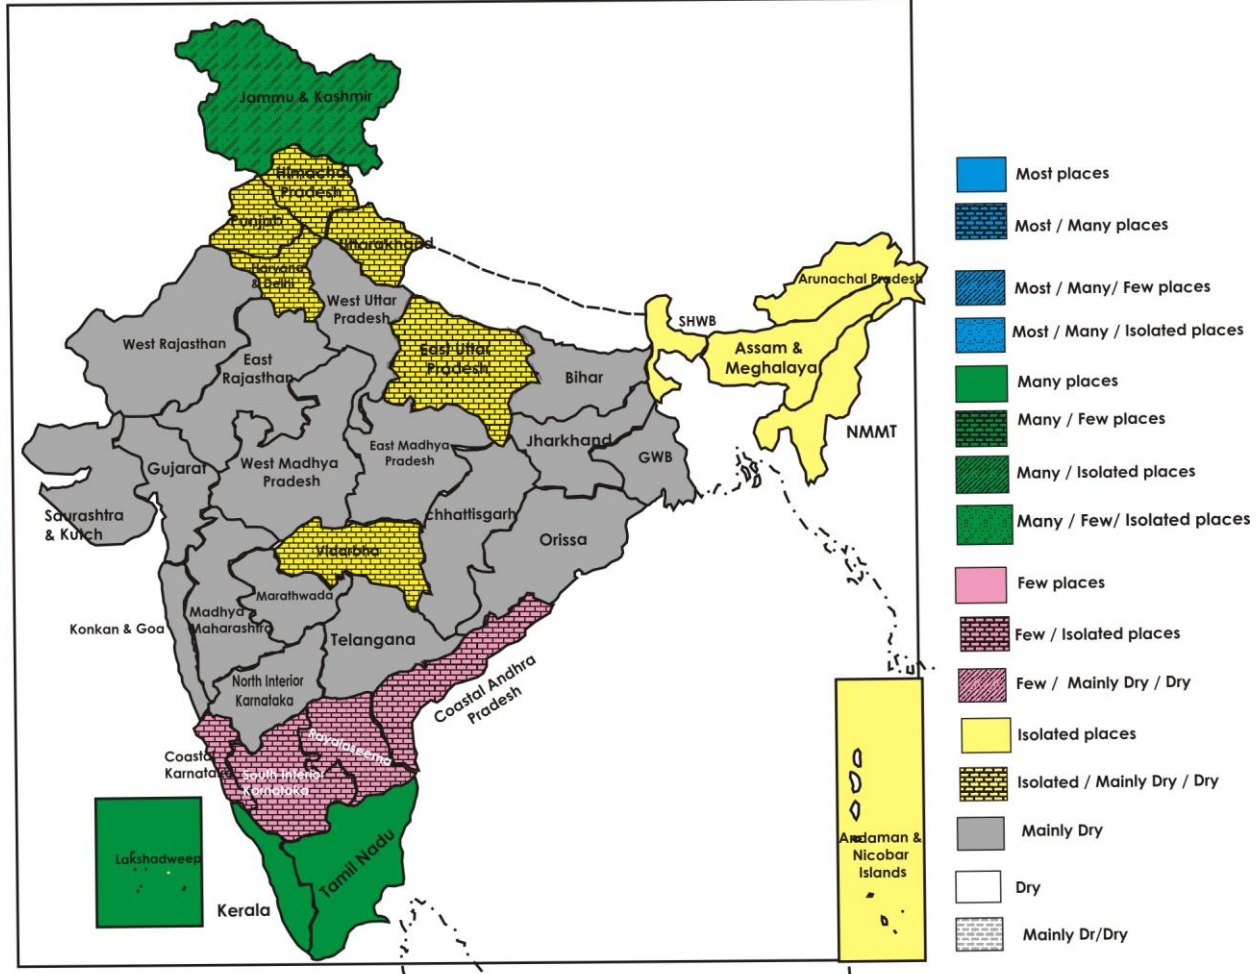 Jammu & Kashmir
Himachal
Pradesh
Punjab
Uttarakhand
Haryana
& Delhi
West Uttar
Pradesh
Arunachal Pradesh
SHWB
West Rajasthan
East
Rajasthan
East Uttar
Pradesh
Bihar
Assam &
Meghalaya
NMMT
Jharkhand
East Madhya
Pradesh
GWB
Gujarat
West Madhya
Pradesh
Saurashtra
& Kutch
chhattisgarh
Orissa
Vidarbha
Marathwada
Madhya
Maharashtra
Konkan & Goa
Telangana
North Interior
Karnataka
Coastal Andhra
Pradesh
Rayalaseema
Coastal
Karnataka
South Interior
Karnataka
Lakshadweep
Kerala
Tamil Nadu
Andaman &
Nicobar
Islands
Most places
Most / Many places
Most / Many/ Few places
Most / Many / Isolated places
Many places
Many / Few places
Many / Isolated places
Many / Few/ Isolated places
Few places
Few / Isolated places
Few / Mainly Dry / Dry
Isolated places
Isolated / Mainly Dry / Dry
Mainly Dry
Dry
Mainly Dr/Dry